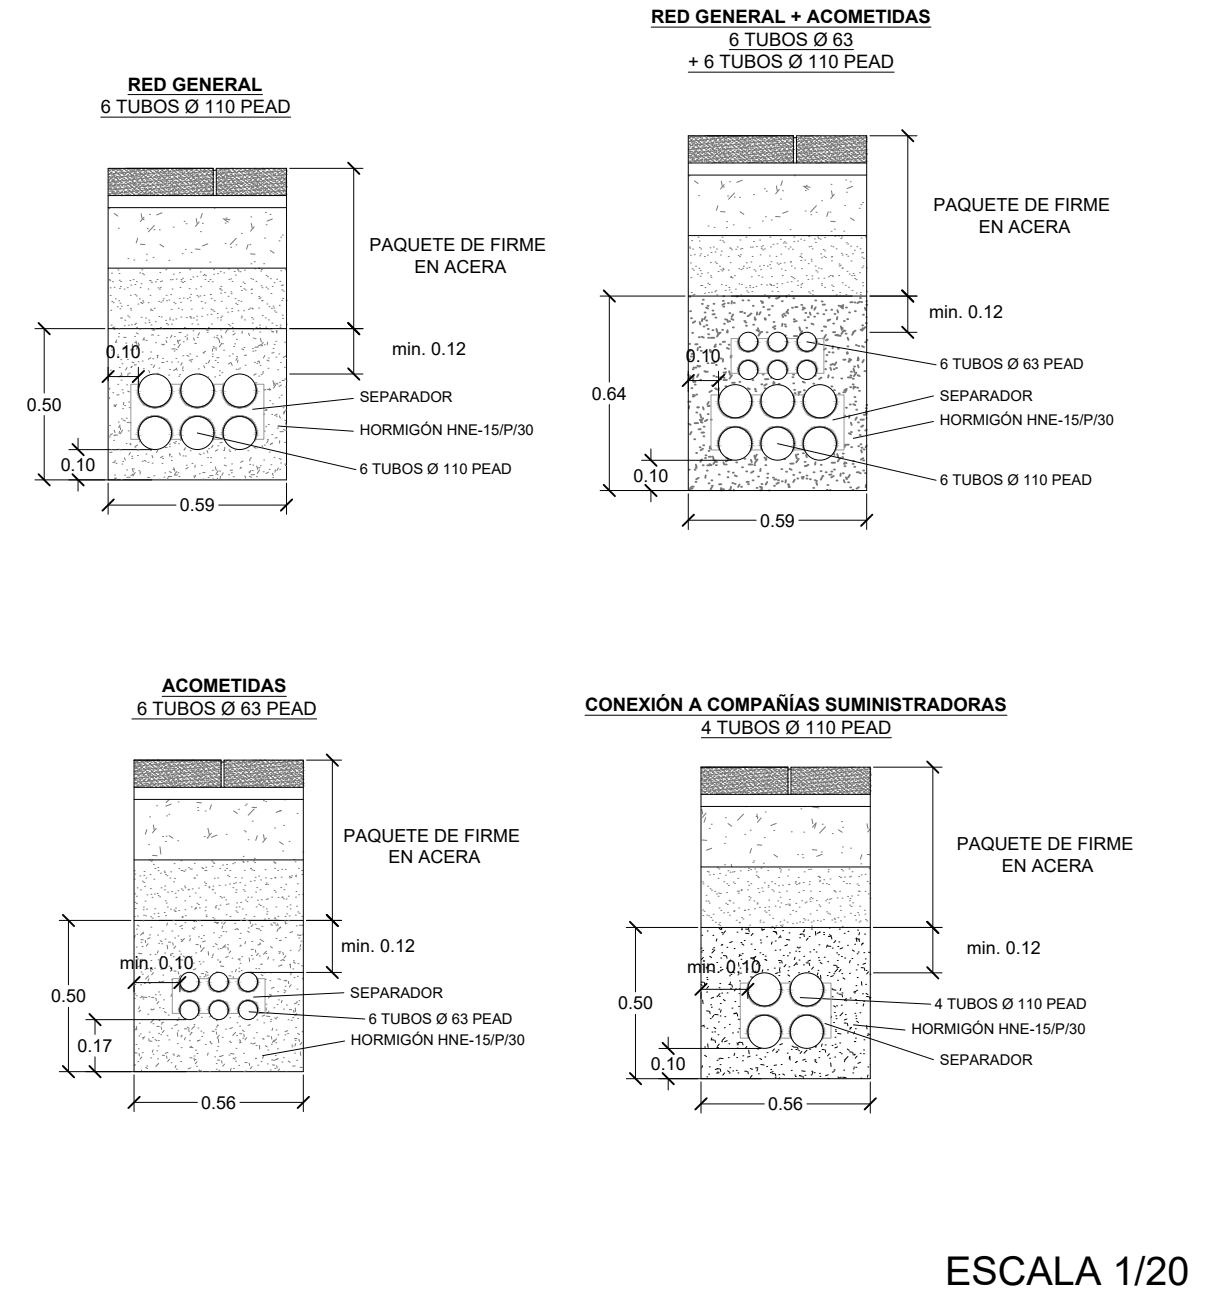 RED GENERAL
6 TUBOS Ø 110 PEAD
PAQUETE DE FIRME
EN ACERA
0.10
min. 0.12
SEPARADOR
0.50
HORMIGÓN HNE-15/P/30
0.10
6 TUBOS Ø 110 PEAD
0.59
RED GENERAL + ACOMETIDAS
6 TUBOS Ø 63
+ 6 TUBOS Ø 110 PEAD
PAQUETE DE FIRME
EN ACERA
min. 0.12
0.10
6 TUBOS Ø 63 PEAD
0.64
SEPARADOR
HORMIGÓN HNE-15/P/30
0.10
6 TUBOS Ø 110 PEAD
0.59
ACOMETIDAS
6 TUBOS Ø 63 PEAD
PAQUETE DE FIRME
EN ACERA
min. 0.12
min. 0,10
0.50
SEPARADOR
6 TUBOS Ø 63 PEAD
0.17
HORMIGÓN HNE-15/P/30
0.56
CONEXIÓN A COMPAÑÍAS SUMINISTRADORAS
4 TUBOS Ø 110 PEAD
PAQUETE DE FIRME
EN ACERA
min. 0.12
min. 0,10
0.50
4 TUBOS Ø 110 PEAD
HORMIGÓN HNE-15/P/30
0.10
SEPARADOR
0.56
ESCALA 1/20